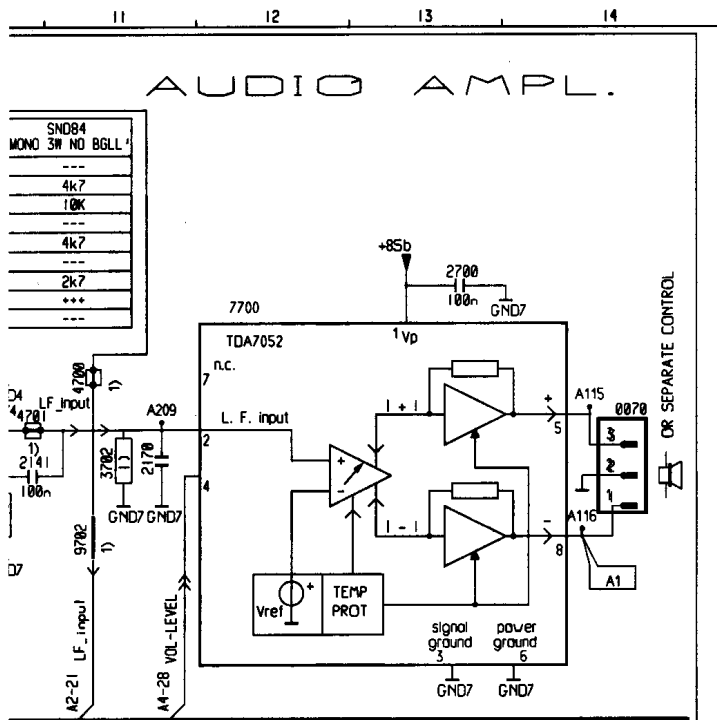 11 12 13 14
AUDIO AMPL.
SND84
MONO 3W NO BGLL'
---
4k7
10K
---
4k7
---
2k7
+++
---
+85b
2700
100n
GND7
7700
TDA7052
1 Vp
n.c.
7
4700
1)
LF_input
4701
1)
A209
2
L. F. input
2141
100n
3702
1)
2170
GND7
GND7
4
9702
1)
LF_input
A2-21
VOL-LEVEL
A4-28
+
-
Vref
+
TEMP
PROT
I + I
I - I
signal
ground
3
power
ground
6
GND7
GND7
+
5
-
8
A115
A116
A1
0070
3
2
1
OR SEPARATE CONTROL